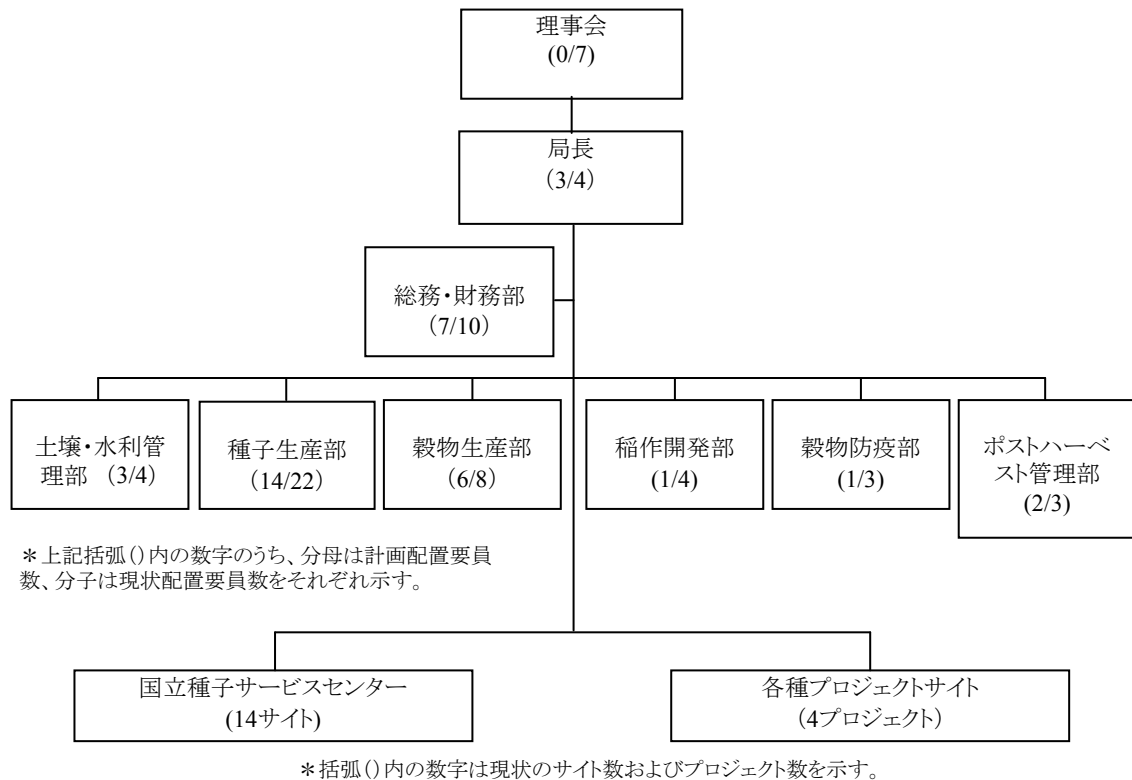 理事会
(0/7)
局長
(3/4)
総務・財務部
(7/10)
土壌・水利管
理部 (3/4)
種子生産部
(14/22)
穀物生産部
(6/8)
稲作開発部
(1/4)
穀物防疫部
(1/3)
ポストハーベ
スト管理部
(2/3)
＊上記括弧()内の数字のうち、分母は計画配置要員
数、分子は現状配置要員数をそれぞれ示す。
国立種子サービスセンター
(14サイト)
各種プロジェクトサイト
(4プロジェクト)
＊括弧()内の数字は現状のサイト数およびプロジェクト数を示す。